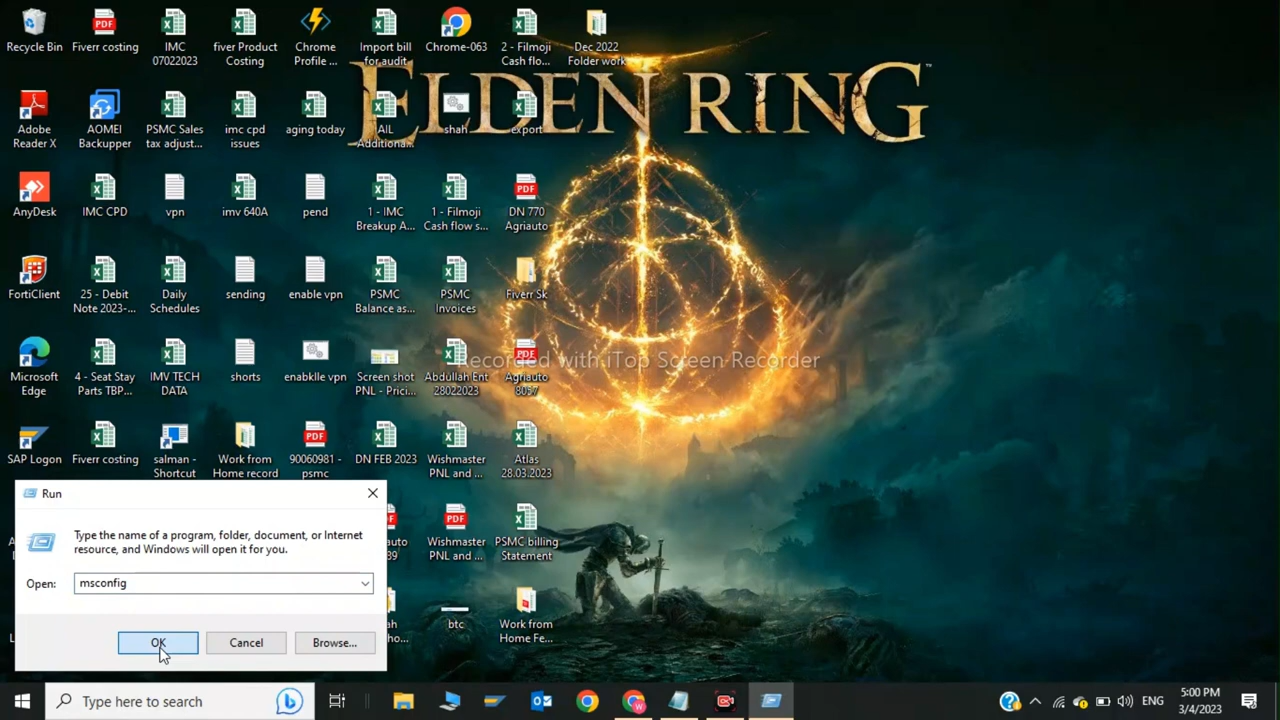 Recycle Bin
Fiverr costing
IMC
07022023
fiver Product
Costing
Chrome
Profile ...
Import bill
for audit
Chrome-063
2 - Filmoji
Cash flo...
Dec 2022
Folder work
ELDEN RING™
Adobe
Reader X
AOMEI
Backupper
PSMC Sales
tax adjust...
imc cpd
issues
aging today
AIL
Additiona...
shah
export
AnyDesk
IMC CPD
vpn
imv 640A
pend
1 - IMC
Breakup A...
1 - Filmoji
Cash flow s...
DN 770
Agriauto
FortiClient
25 - Debit
Note 2023-...
Daily
Schedules
sending
enable vpn
PSMC
Balance as...
PSMC
Invoices
Fiverr Sk
Recorded with iTop Screen Recorder
Microsoft
Edge
4 - Seat Stay
Parts TBP...
IMV TECH
DATA
shorts
enabklle vpn
Screen shot
PNL - Prici...
Abdullah Ent
28022023
Agriauto
8057
SAP Logon
Fiverr costing
salman -
Shortcut
Work from
Home record
90060981 -
psmc
DN FEB 2023
Wishmaster
PNL and ...
Atlas
28.03.2023
Wishmaster
PNL and ...
PSMC billing
Statement
btc
Work from
Home Fe...
Run
Type the name of a program, folder, document, or Internet
resource, and Windows will open it for you.
Open: msconfig
OK
Cancel
Browse...
Type here to search
ENG
5:00 PM
3/4/2023